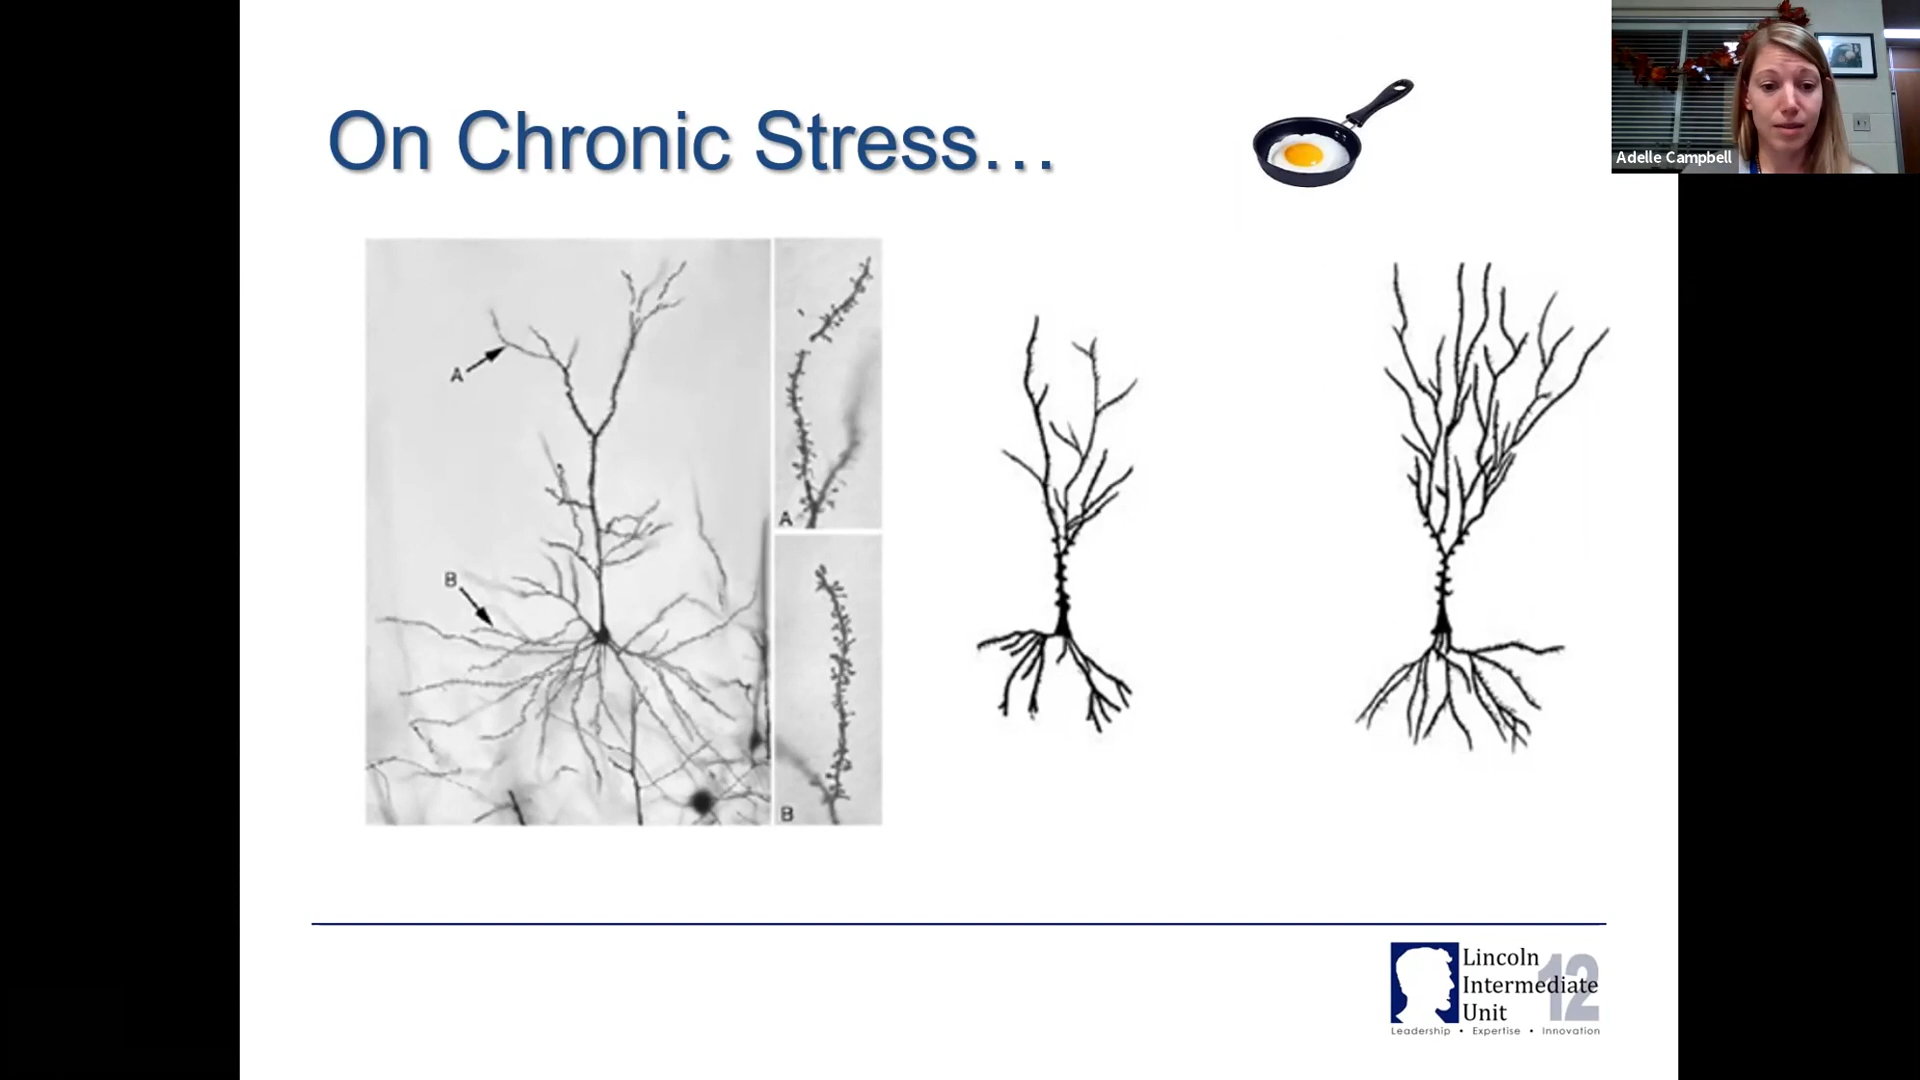 On Chronic Stress…
Adelle Campbell
A
B
A
B
Lincoln
Intermediate
Unit
12
Leadership • Expertise • Innovation